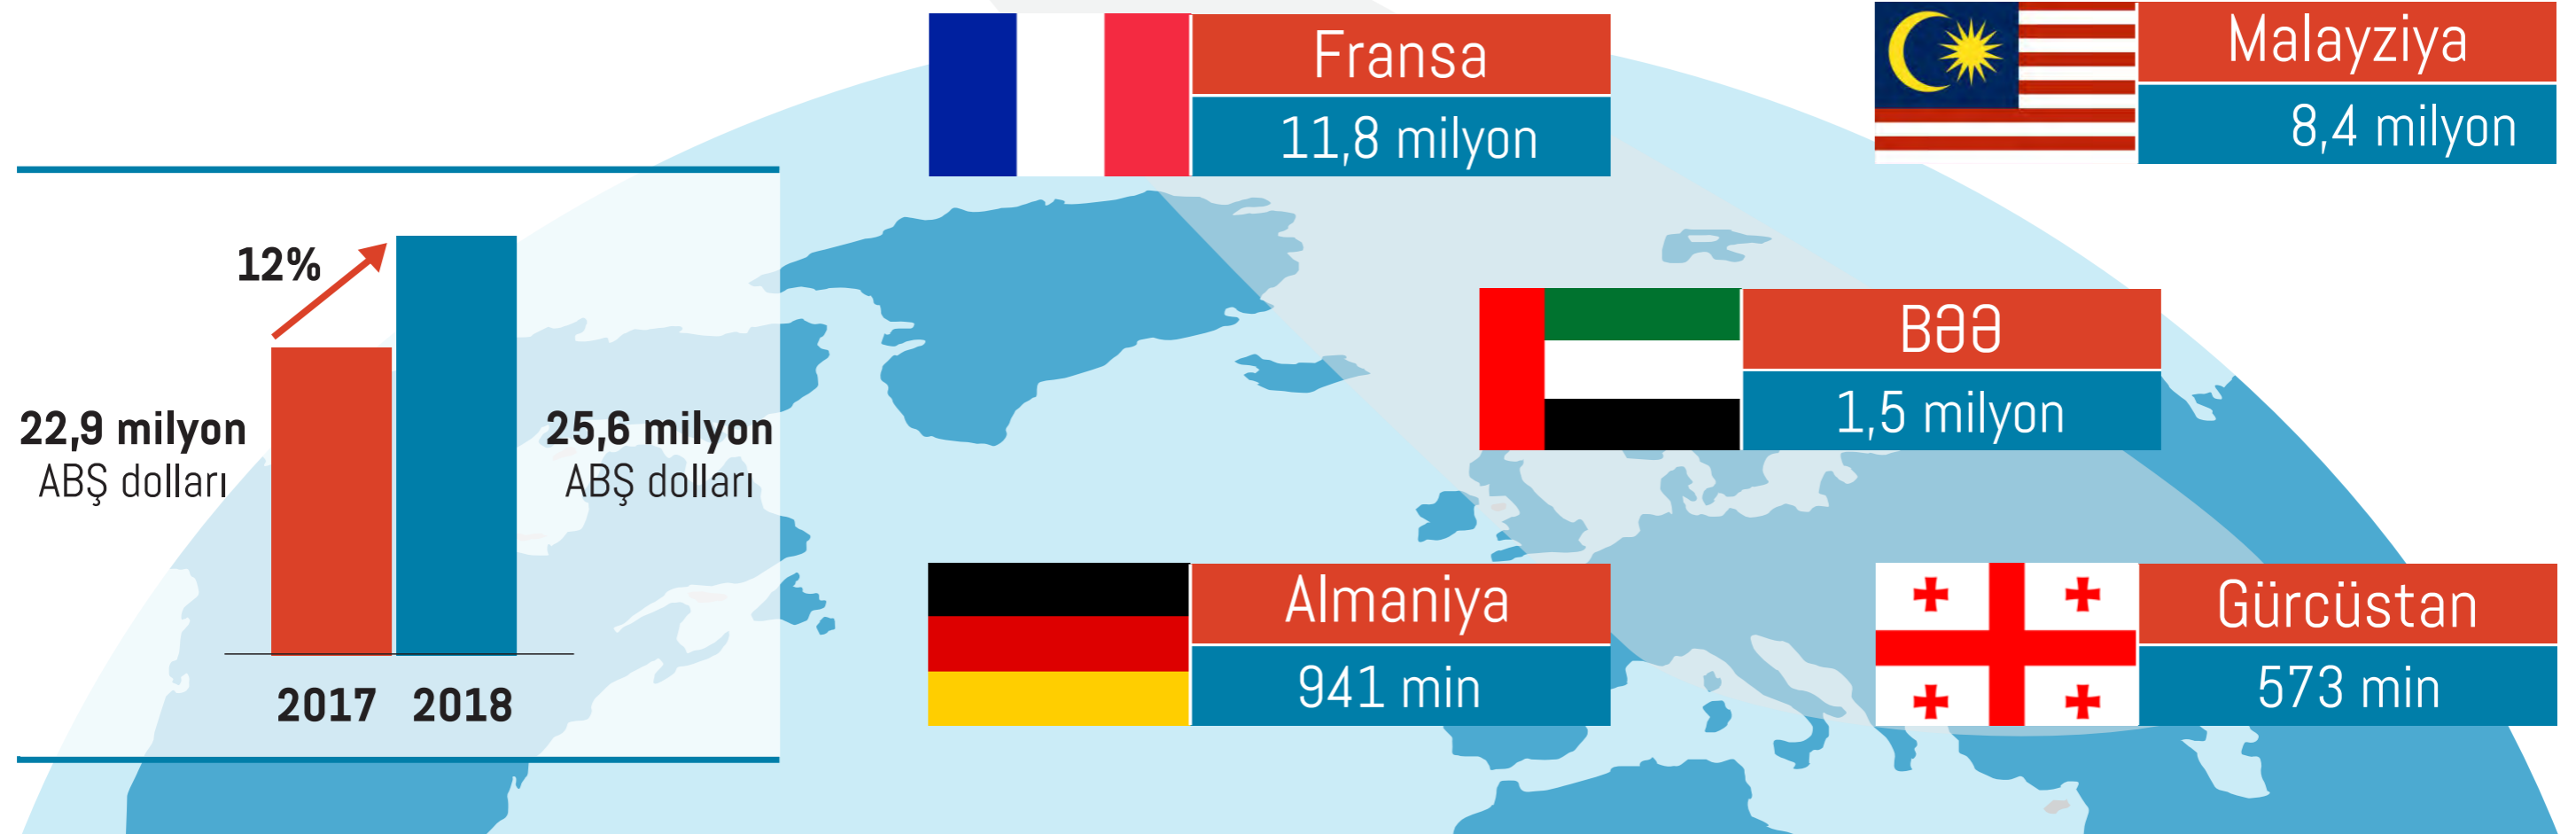 12%
22,9 milyon
ABŞ dolları
25,6 milyon
ABŞ dolları
2017 2018
Fransa
11,8 milyon
Malayziya
8,4 milyon
BƏƏ
1,5 milyon
Almaniya
941 min
Gürcüstan
573 min